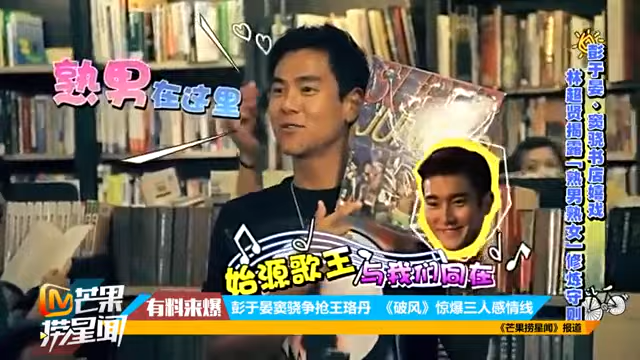 熟男在这里
彭于晏·窦骁书店嬉戏
林超贤揭露「熟男熟女」修炼守则
始源歌王与我们同在
芒果
捞星闻
有料来爆
彭于晏窦骁争抢王珞丹 《破风》惊爆三人感情线
《芒果捞星闻》报道